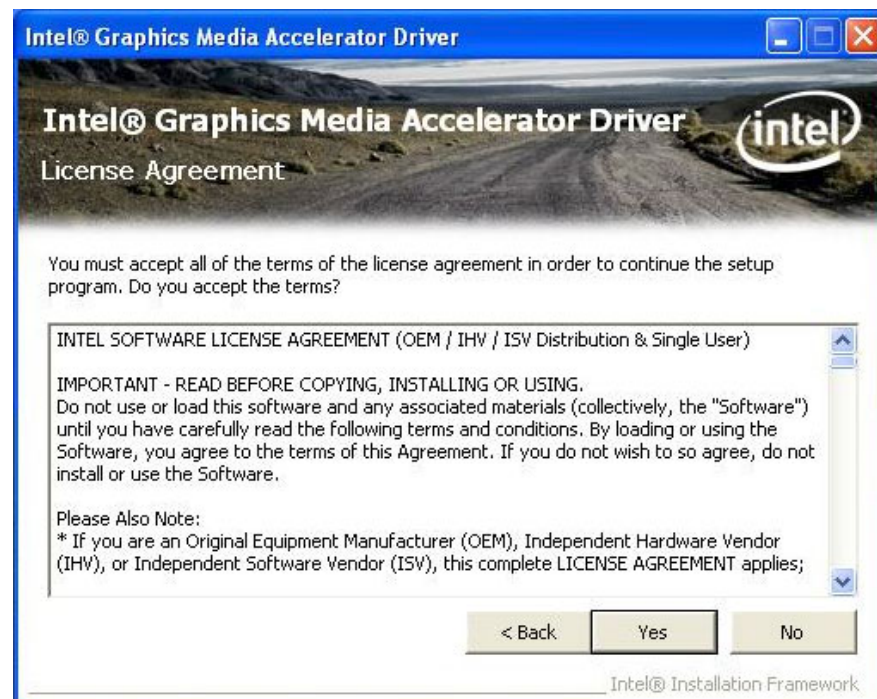 Intel® Graphics Media Accelerator Driver
Intel® Graphics Media Accelerator Driver
intel
License Agreement
You must accept all of the terms of the license agreement in order to continue the setup
program. Do you accept the terms?
INTEL SOFTWARE LICENSE AGREEMENT (OEM / IHV / ISV Distribution & Single User)
IMPORTANT - READ BEFORE COPYING, INSTALLING OR USING.
Do not use or load this software and any associated materials (collectively, the "Software")
until you have carefully read the following terms and conditions. By loading or using the
Software, you agree to the terms of this Agreement. If you do not wish to so agree, do not
install or use the Software.
Please Also Note:
* If you are an Original Equipment Manufacturer (OEM), Independent Hardware Vendor
(IHV), or Independent Software Vendor (ISV), this complete LICENSE AGREEMENT applies;
< Back Yes No
Intel® Installation Framework